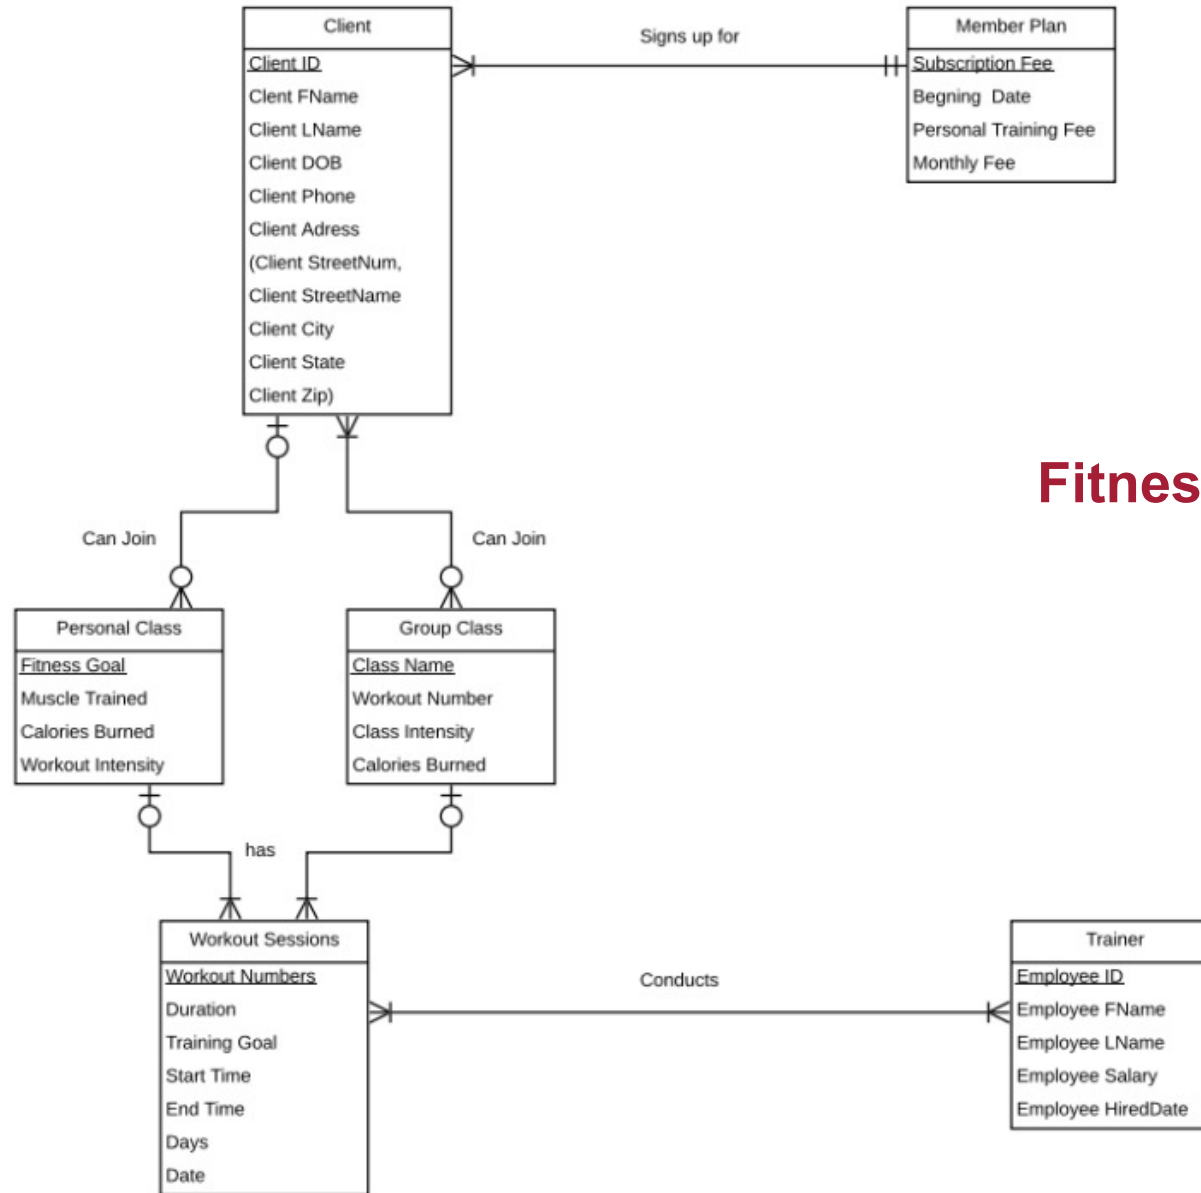 Client
Client ID
Clent FName
Client LName
Client DOB
Client Phone
Client Adress
(Client StreetNum,
Client StreetName
Client City
Client State
Client Zip)
Signs up for
Member Plan
Subscription Fee
Begning Date
Personal Training Fee
Monthly Fee
Fitnes
Can Join
Can Join
Personal Class
Fitness Goal
Muscle Trained
Calories Burned
Workout Intensity
Group Class
Class Name
Workout Number
Class Intensity
Calories Burned
has
Workout Sessions
Workout Numbers
Duration
Training Goal
Start Time
End Time
Days
Date
Conducts
Trainer
Employee ID
Employee FName
Employee LName
Employee Salary
Employee HiredDate